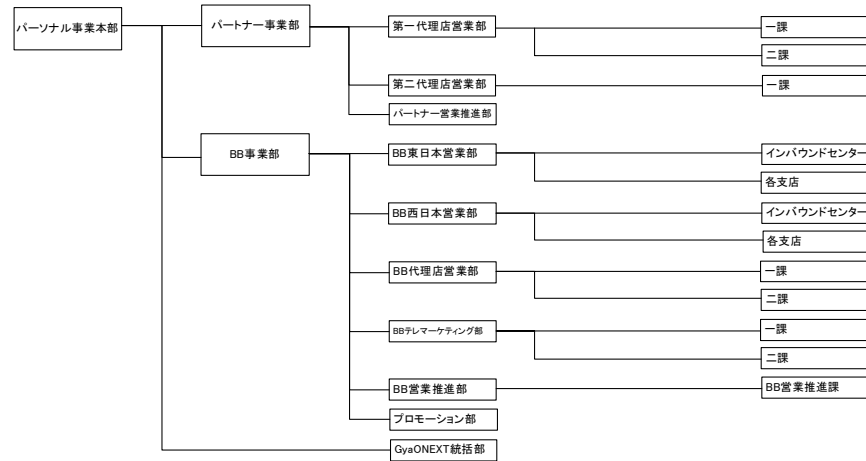 パーソナル事業本部
パートナー事業部
第一代理店営業部
一課
二課
第二代理店営業部
一課
パートナー営業推進部
BB事業部
BB東日本営業部
インバウンドセンター
各支店
BB西日本営業部
インバウンドセンター
各支店
BB代理店営業部
一課
二課
BBテレマーケティング部
一課
二課
BB営業推進部
BB営業推進課
プロモーション部
GyaONEXT統括部